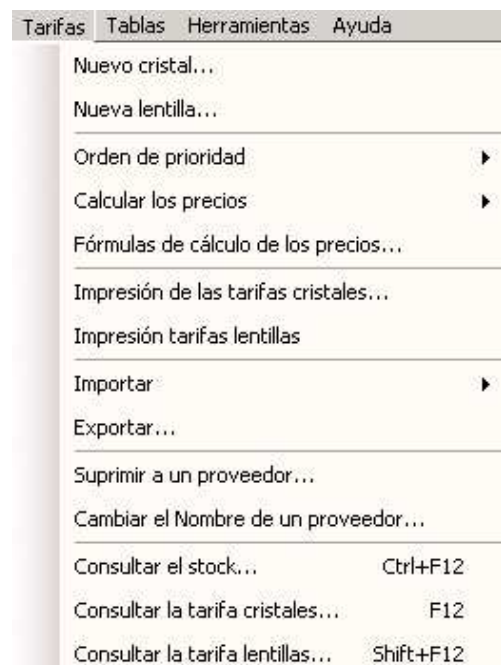 Tarifas Tablas Herramientas Ayuda
Nuevo cristal...
Nueva lentilla...
Orden de prioridad
Calcular los precios
Fórmulas de cálculo de los precios...
Impresión de las tarifas cristales...
Impresión tarifas lentillas
Importar
Exportar...
Suprimir a un proveedor...
Cambiar el Nombre de un proveedor...
Consultar el stock... Ctrl+F12
Consultar la tarifa cristales... F12
Consultar la tarifa lentillas... Shift+F12